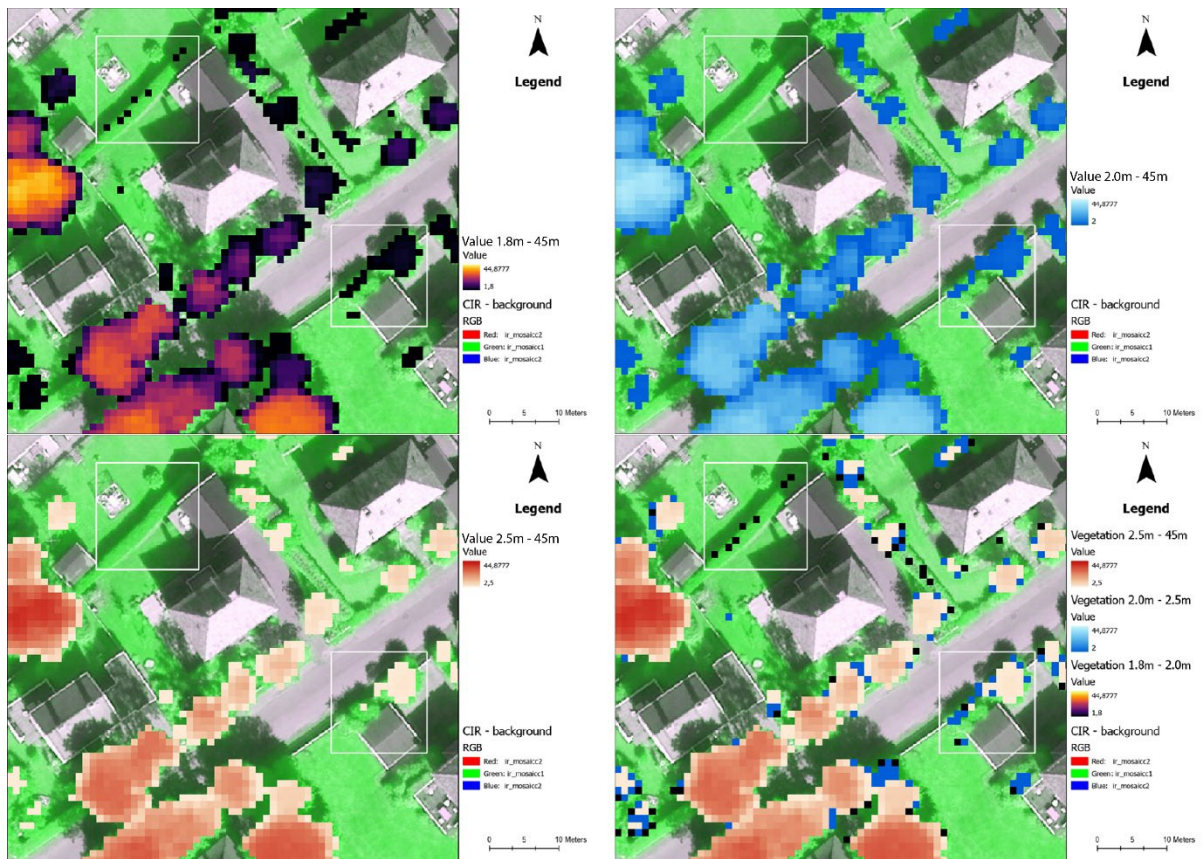 N
Legend
Value 1.8m - 45m
Value
44,8777
1,8
CIR - background
RGB
Red: ir_mosaicc2
Green: ir_mosaicc1
Blue: ir_mosaicc2
0 5 10 Meters
N
Legend
Value 2.0m - 45m
Value
44,8777
2
CIR - background
RGB
Red: ir_mosaicc2
Green: ir_mosaicc1
Blue: ir_mosaicc2
0 5 10 Meters
N
Legend
Value 2.5m - 45m
Value
44,8777
2,5
CIR - background
RGB
Red: ir_mosaicc2
Green: ir_mosaicc1
Blue: ir_mosaicc2
0 5 10 Meters
N
Legend
Vegetation 2.5m - 45m
Value
44,8777
2,5
Vegetation 2.0m - 2.5m
Value
44,8777
2
Vegetation 1.8m - 2.0m
Value
44,8777
1,8
CIR - background
RGB
Red: ir_mosaicc2
Green: ir_mosaicc1
Blue: ir_mosaicc2
0 5 10 Meters